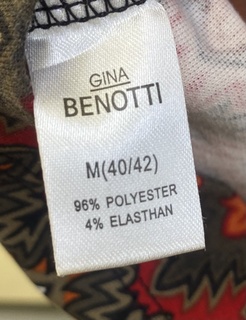 GINA
BENOTTI
M(40/42)
96% POLYESTER
4% ELASTHAN